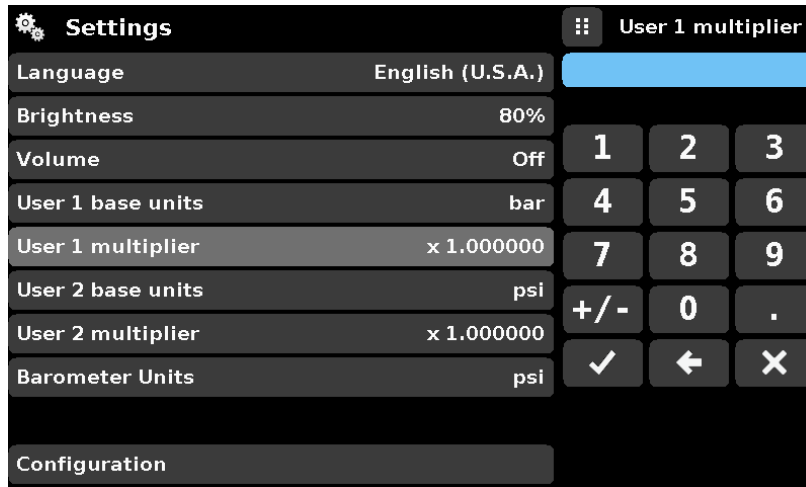 Settings
Language English (U.S.A.)
Brightness 80%
Volume Off
User 1 base units bar
User 1 multiplier x 1.000000
User 2 base units psi
User 2 multiplier x 1.000000
Barometer Units psi
Configuration
User 1 multiplier
1 2 3
4 5 6
7 8 9
+/- 0 .